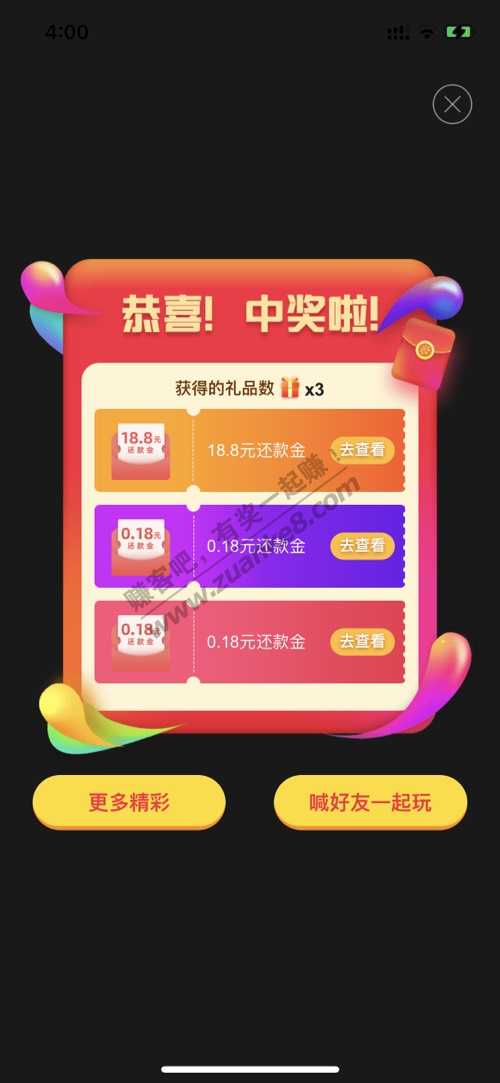 4:00
恭喜！中奖啦！
获得的礼品数 x3
18.8元
还款金
18.8元还款金
去查看
0.18元
还款金
0.18元还款金
去查看
0.18元
还款金
0.18元还款金
去查看
赚客吧，有奖一起赚！
www.zuanke8.com
更多精彩
喊好友一起玩